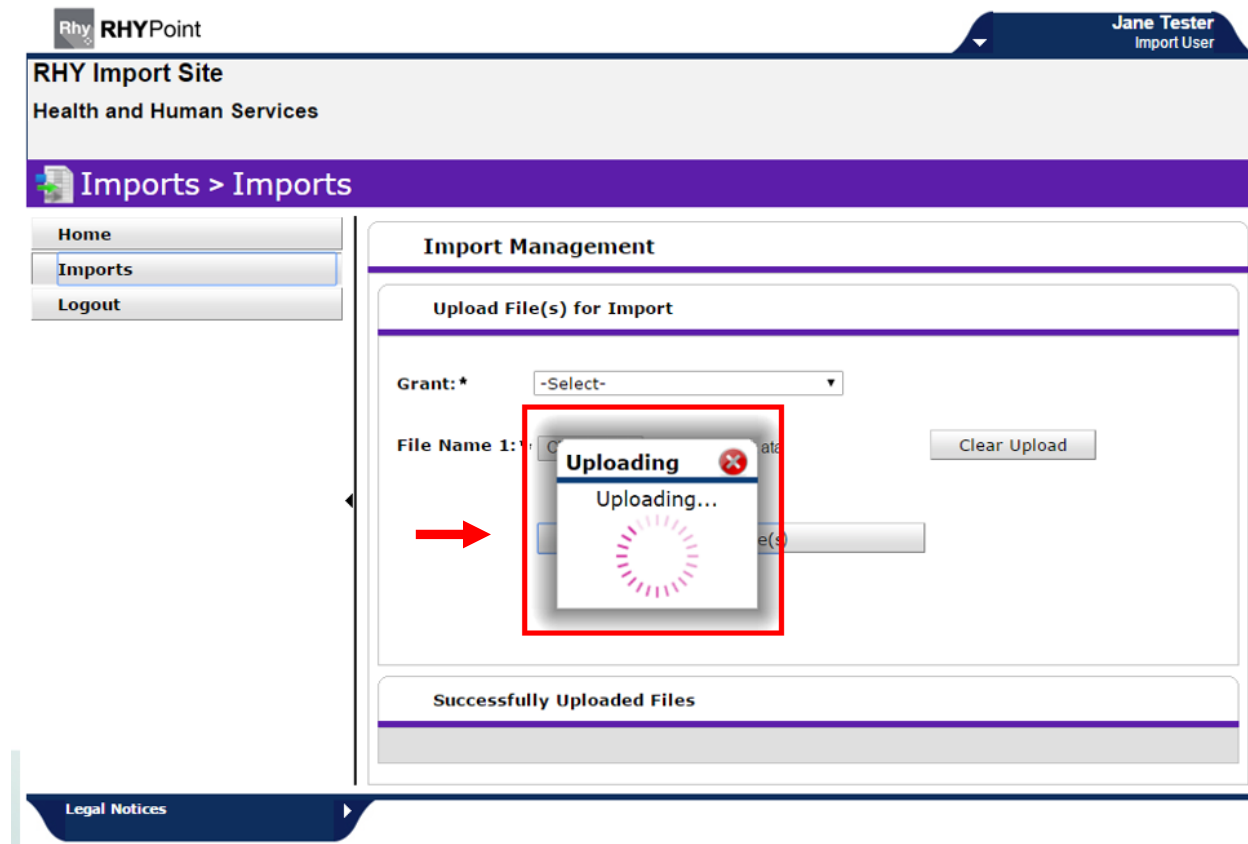 Rhy RHYPoint
Jane Tester
Import User
RHY Import Site
Health and Human Services
Imports > Imports
Home
Imports
Logout
Import Management
Upload File(s) for Import
Grant:*
-Select-
File Name 1:
Clear Upload
Uploading
Uploading...
Successfully Uploaded Files
Legal Notices